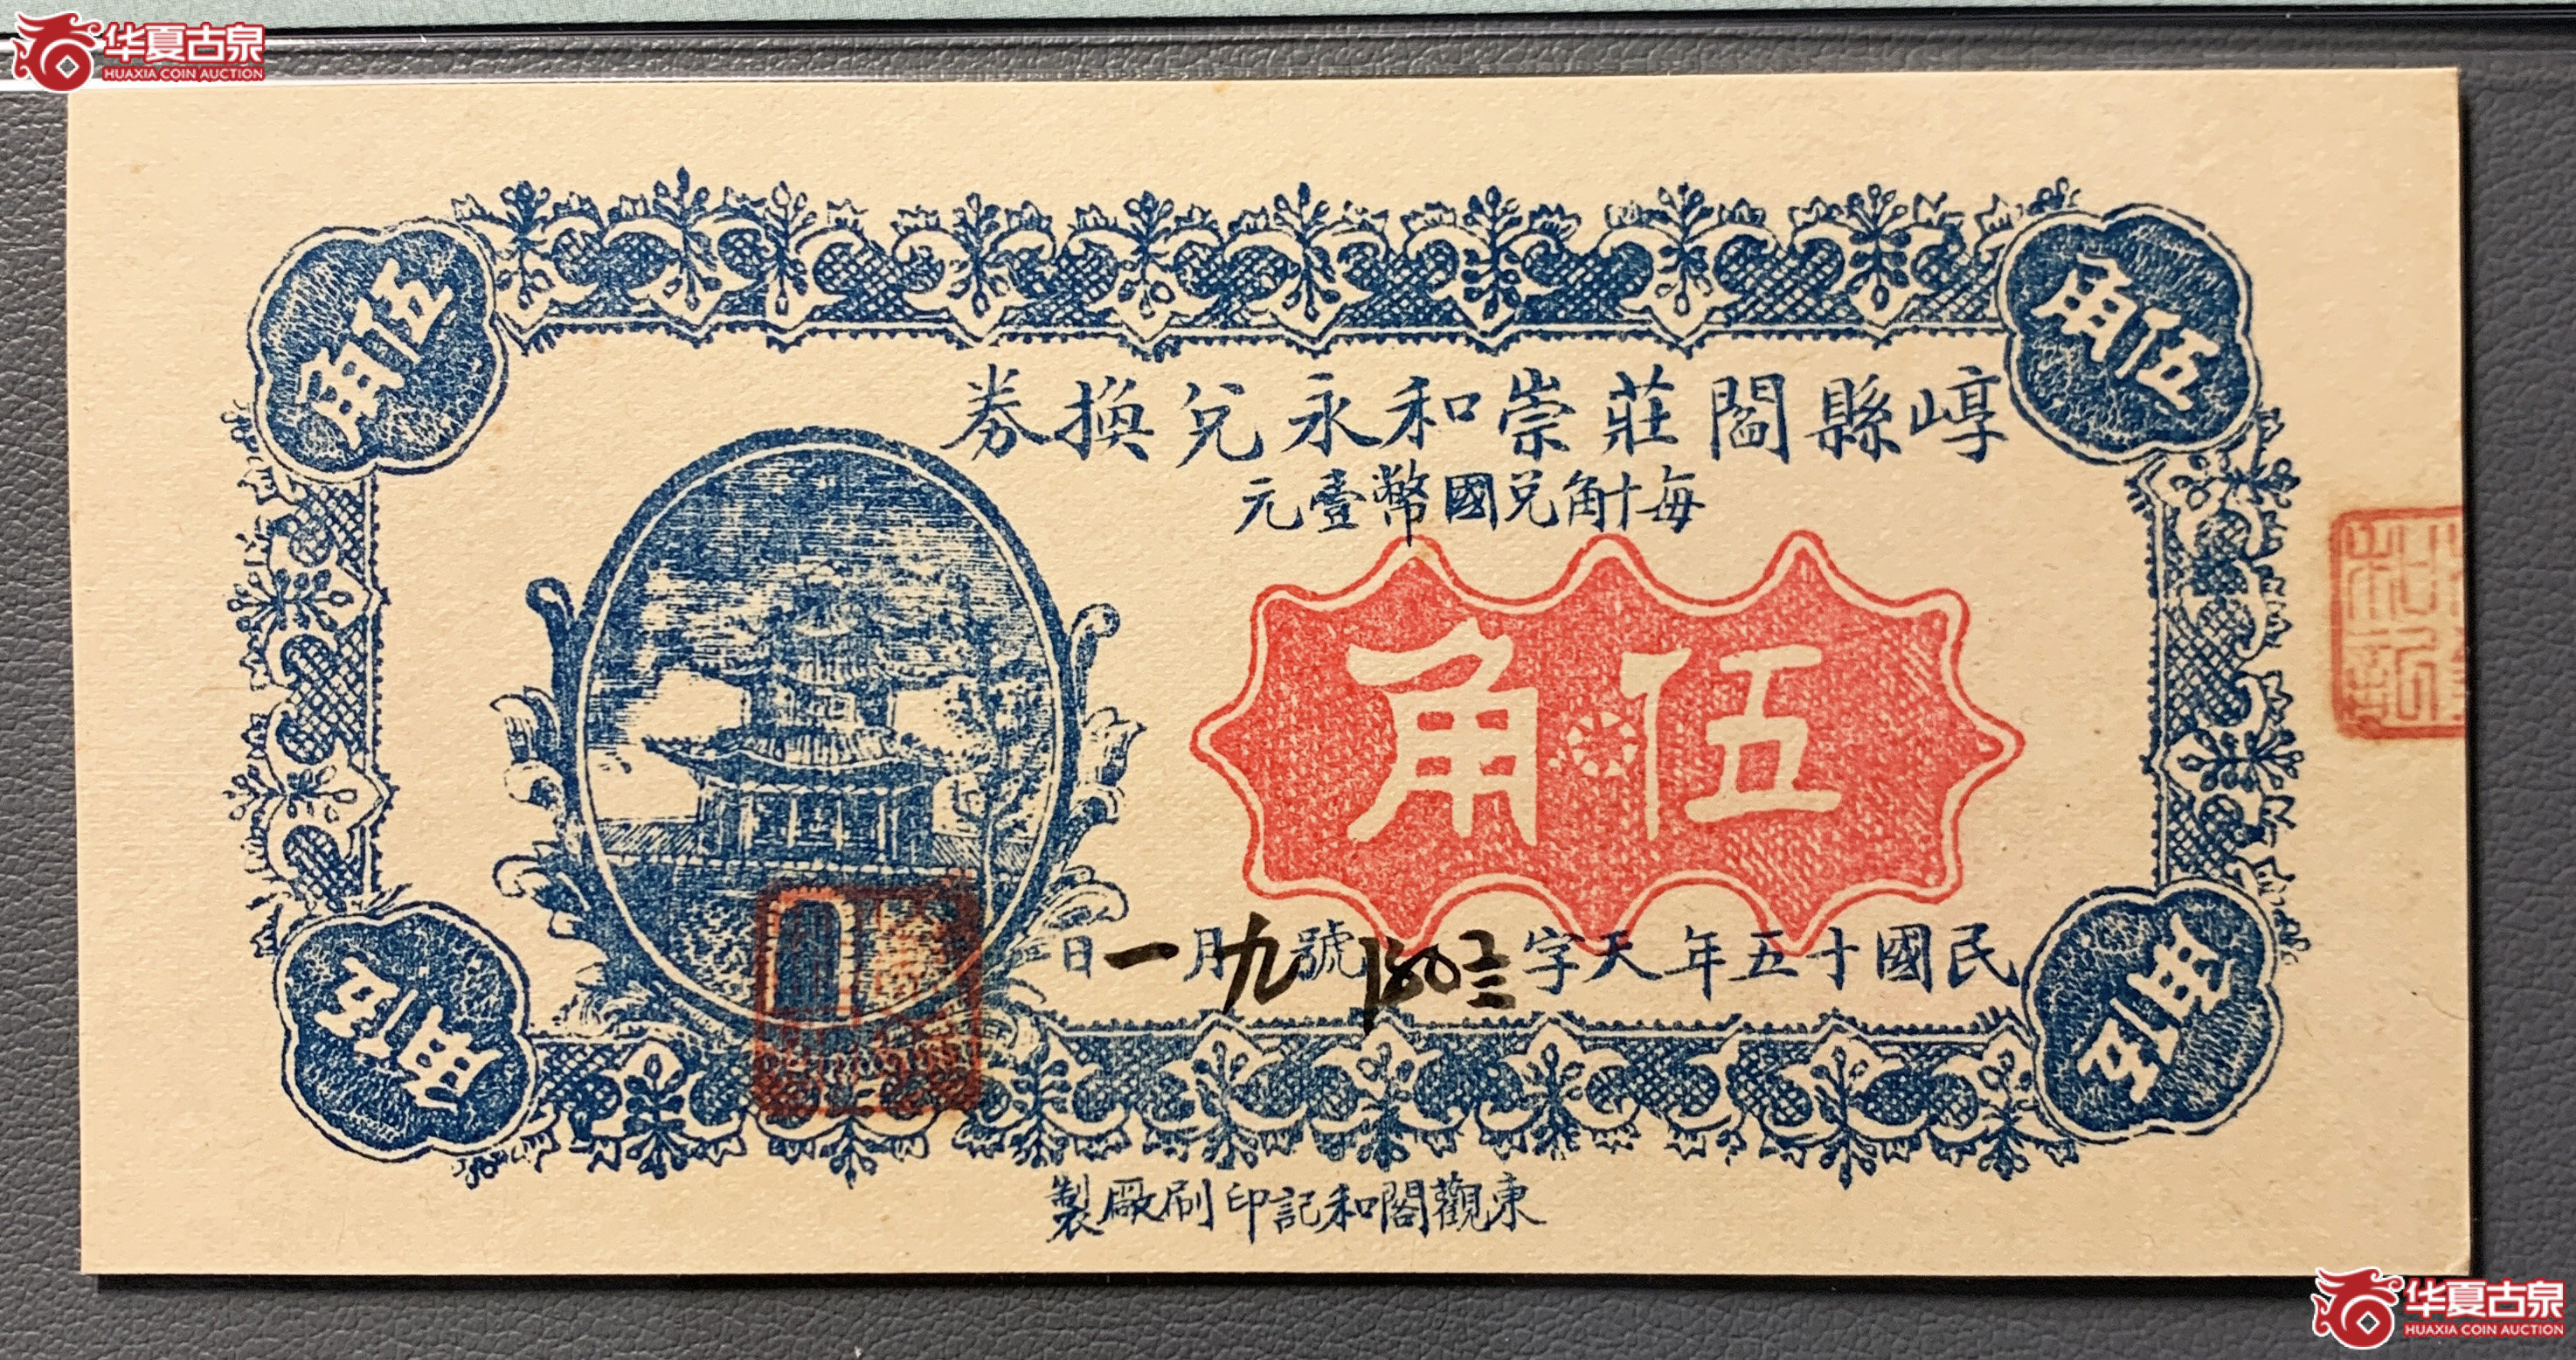 华夏古泉
HUAXIA COIN AUCTION
伍角
伍角
崞縣閻莊崇和永兌換券
每十角兌國幣壹元
伍角
民國十五年天字號九月一日
伍角
伍角
東觀閣和記印刷廠製
华夏古泉
HUAXIA COIN AUCTION